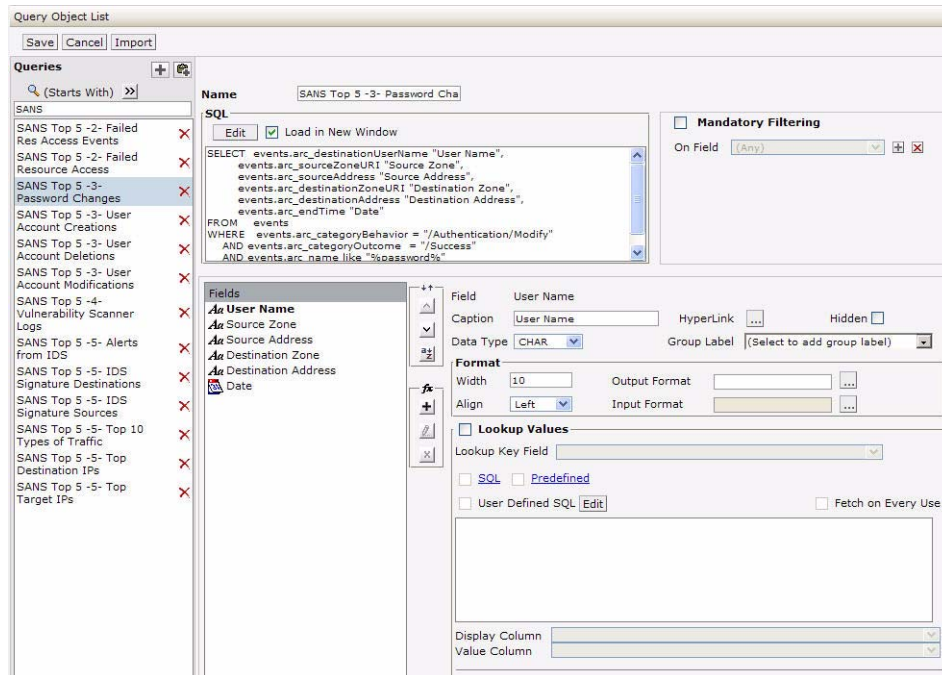 Query Object List
Save Cancel Import
Queries
(Starts With) >>
SANS
SANS Top 5 -2- Failed
Res Access Events
SANS Top 5 -2- Failed
Resource Access
SANS Top 5 -3-
Password Changes
SANS Top 5 -3- User
Account Creations
SANS Top 5 -3- User
Account Deletions
SANS Top 5 -3- User
Account Modifications
SANS Top 5 -4-
Vulnerability Scanner
Logs
SANS Top 5 -5- Alerts
from IDS
SANS Top 5 -5- IDS
Signature Destinations
SANS Top 5 -5- IDS
Signature Sources
SANS Top 5 -5- Top 10
Types of Traffic
SANS Top 5 -5- Top
Destination IPs
SANS Top 5 -5- Top
Target IPs
Name SANS Top 5 -3- Password Cha
SQL
Edit Load in New Window
SELECT events.arc_destinationUserName "User Name",
events.arc_sourceZoneURI "Source Zone",
events.arc_sourceAddress "Source Address",
events.arc_destinationZoneURI "Destination Zone",
events.arc_destinationAddress "Destination Address",
events.arc_endTime "Date"
FROM events
WHERE events.arc_categoryBehavior = "/Authentication/Modify"
AND events.arc_categoryOutcome = "/Success"
AND events.arc_name like "%password%"
Mandatory Filtering
On Field (Any)
Fields
Aa User Name
Aa Source Zone
Aa Source Address
Aa Destination Zone
Aa Destination Address
Date
fx
Field User Name
Caption User Name HyperLink ... Hidden
Data Type CHAR Group Label (Select to add group label)
Format
Width 10 Output Format ...
Align Left Input Format ...
Lookup Values
Lookup Key Field
SQL Predefined
User Defined SQL Edit Fetch on Every Use
Display Column
Value Column